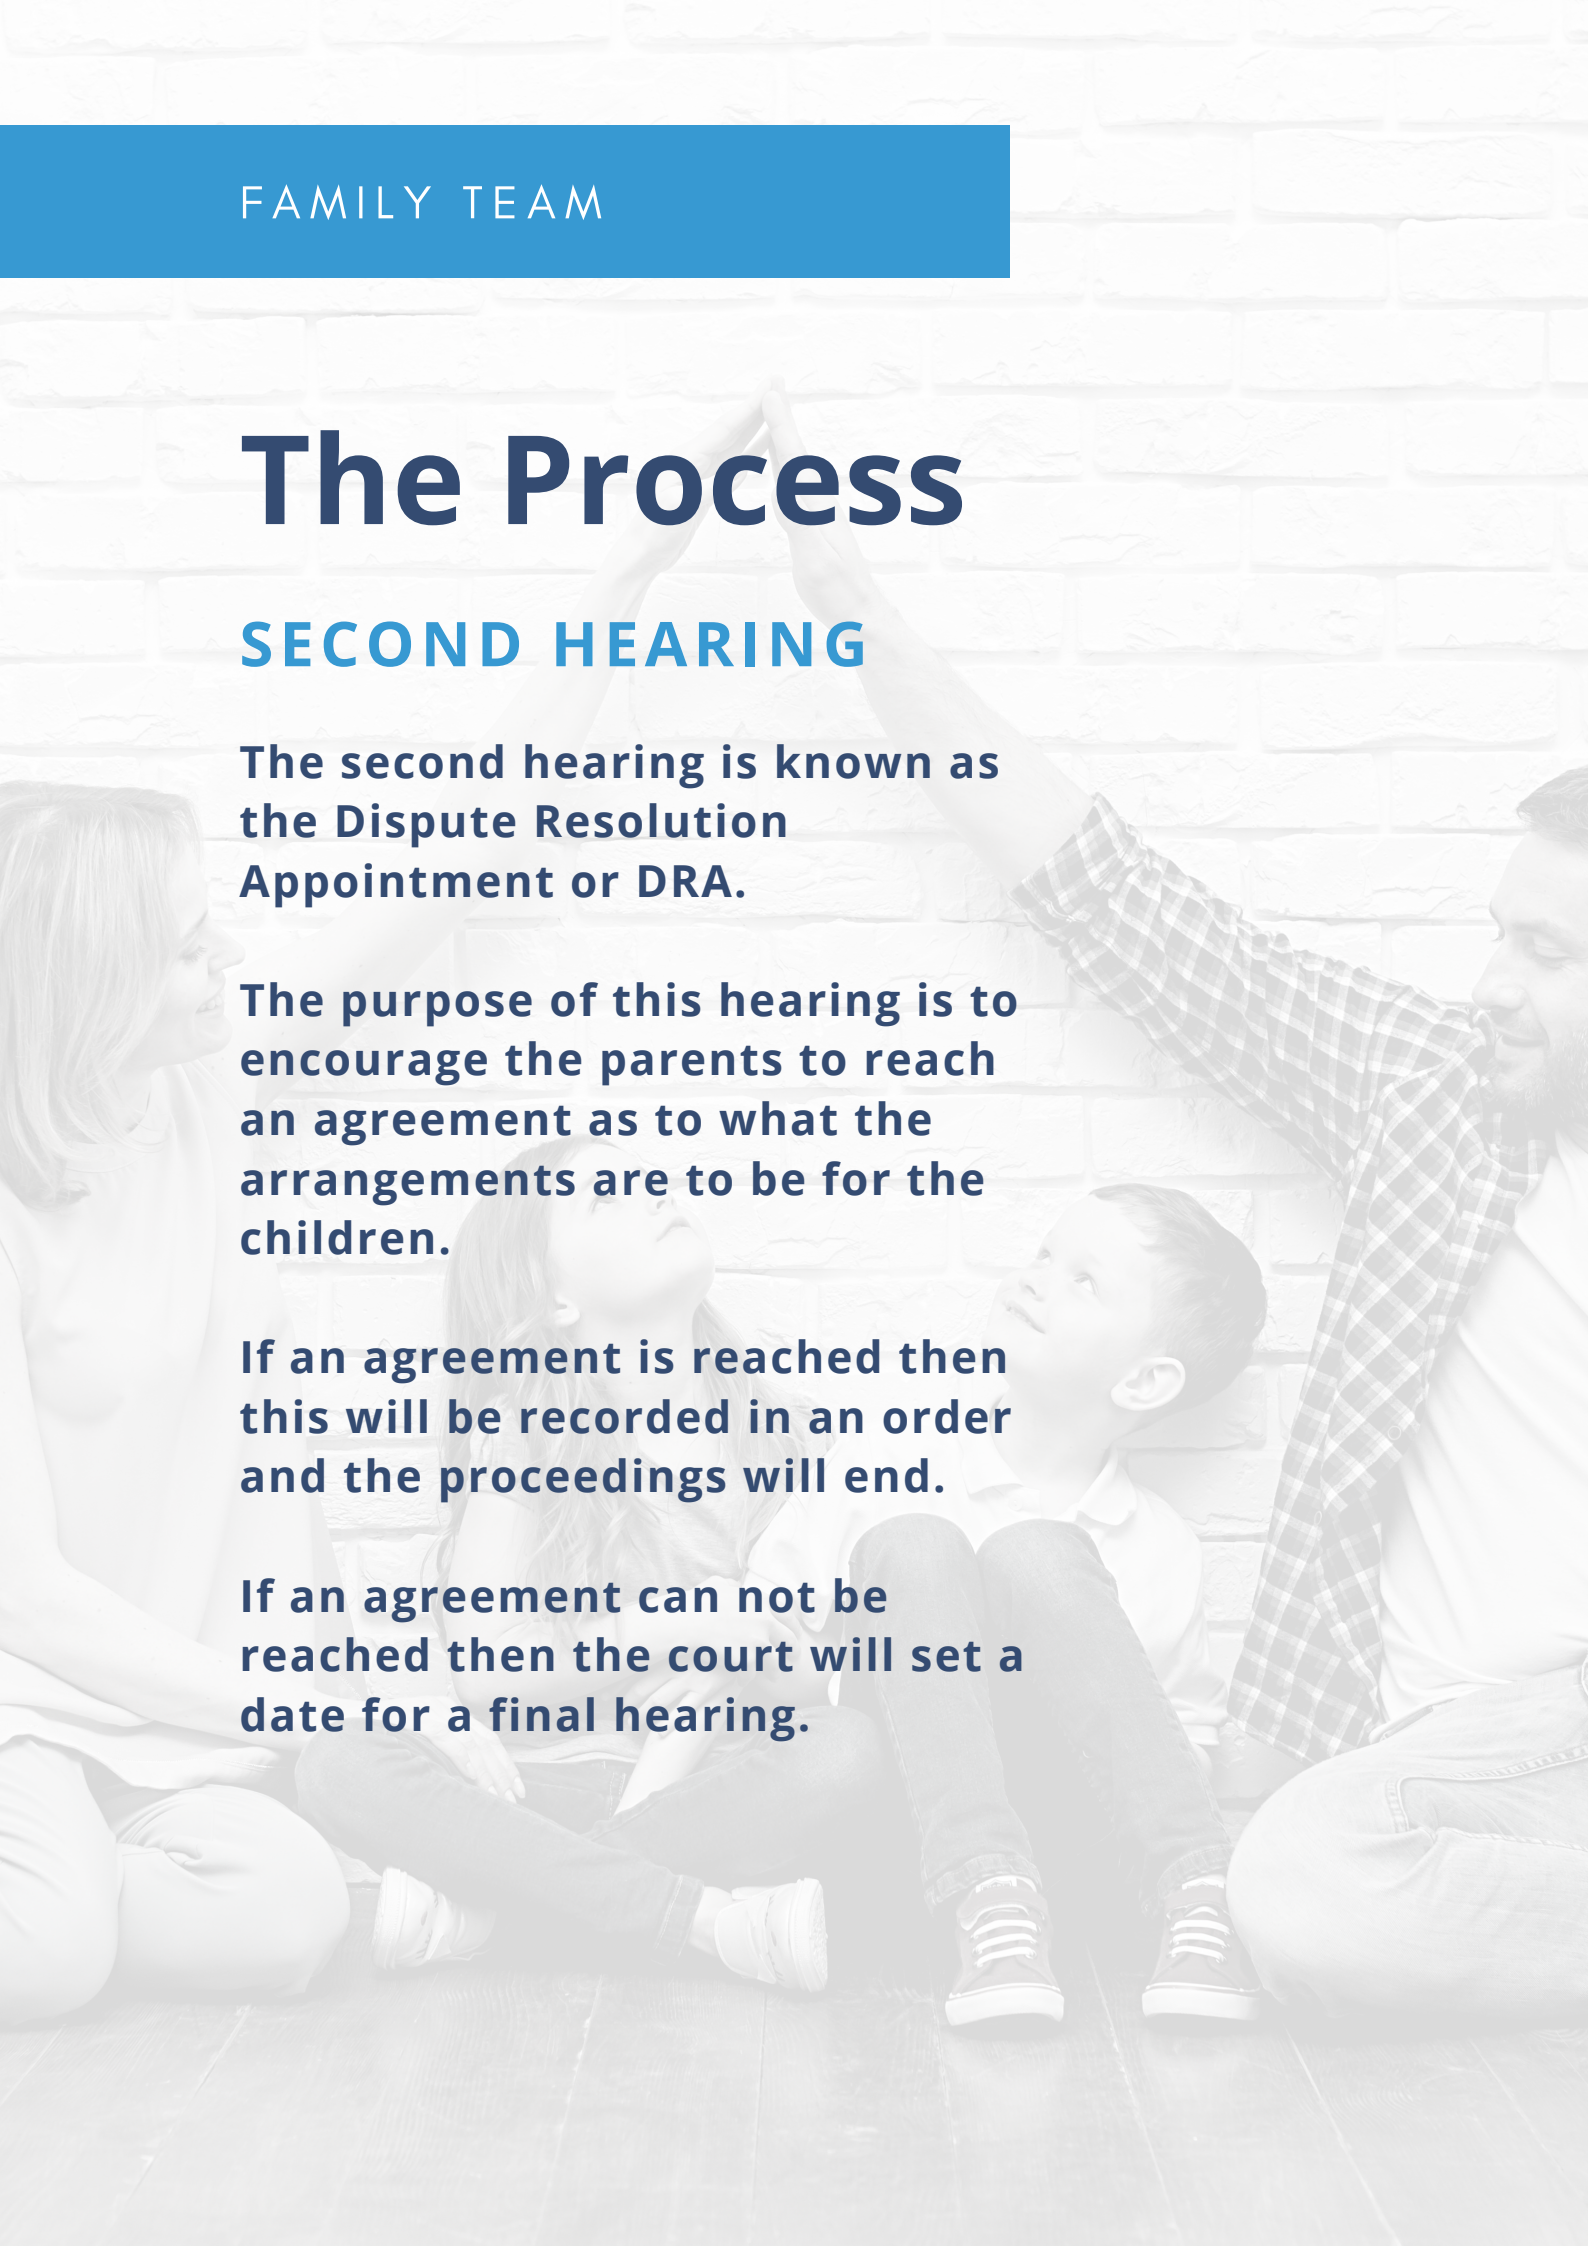 FAMILY TEAM
The Process
SECOND HEARING
The second hearing is known as
the Dispute Resolution
Appointment or DRA.
The purpose of this hearing is to
encourage the parents to reach
an agreement as to what the
arrangements are to be for the
children.
If an agreement is reached then
this will be recorded in an order
and the proceedings will end.
If an agreement can not be
reached then the court will set a
date for a final hearing.